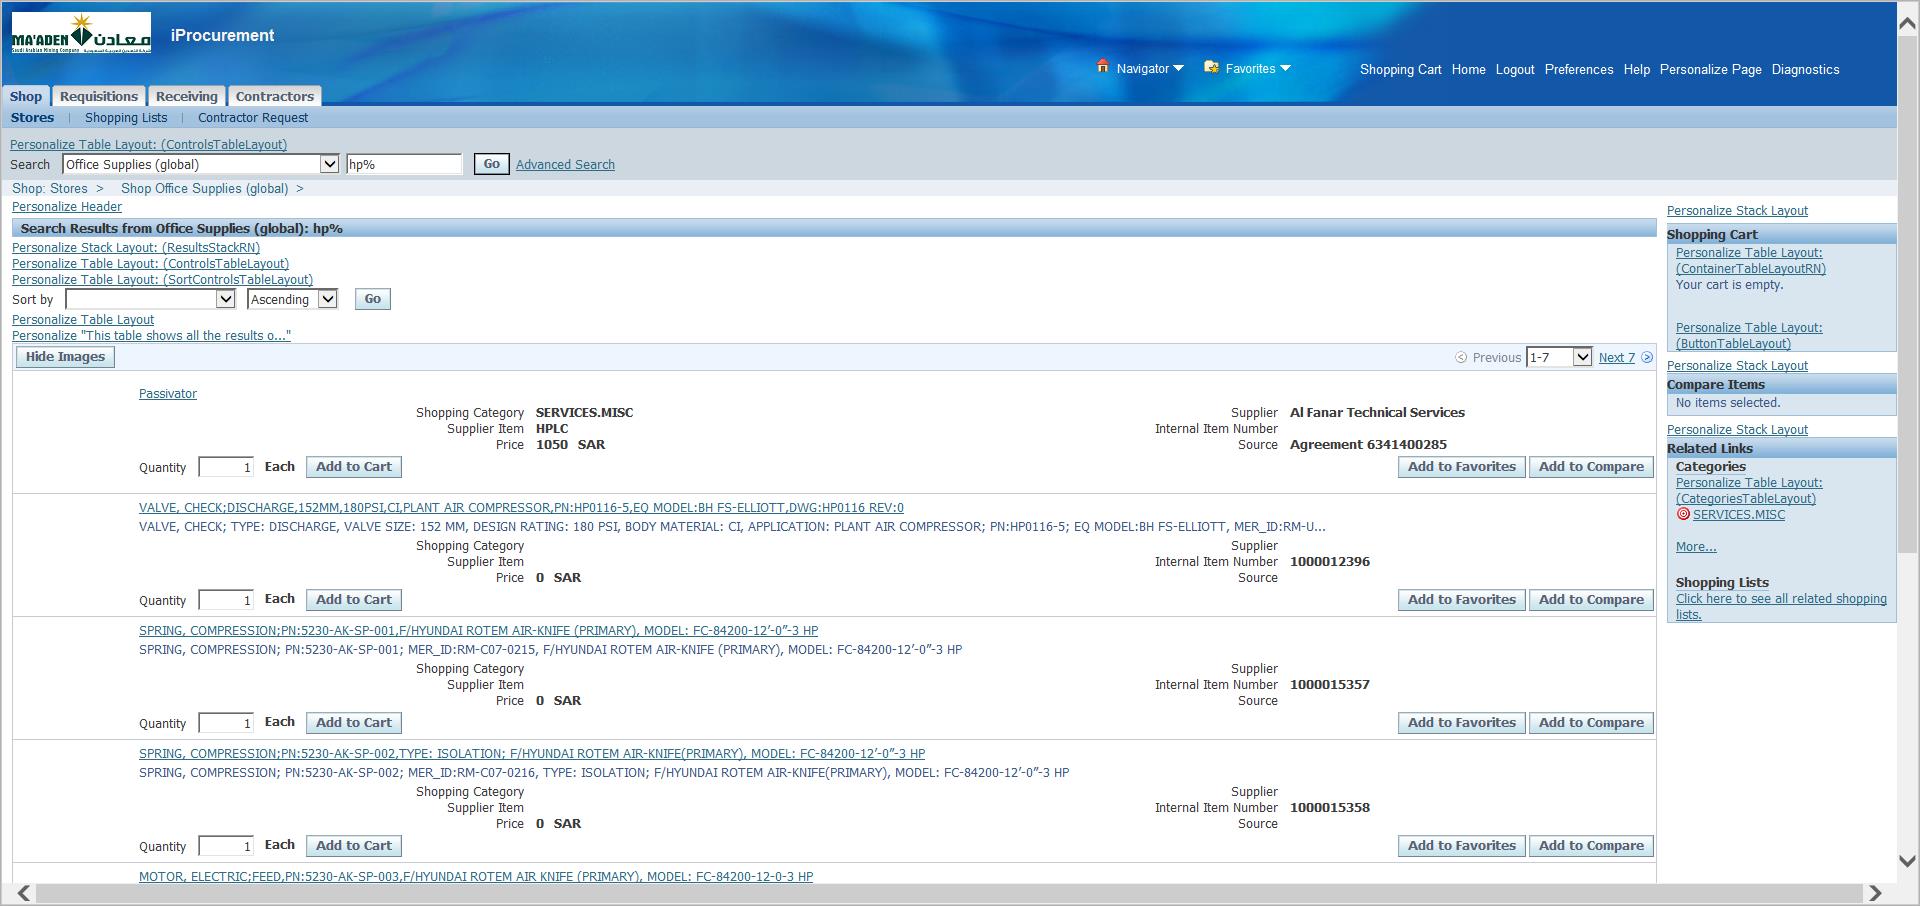 MA'ADEN معادن
Saudi Arabian Mining Company
iProcurement
Navigator Favorites Shopping Cart Home Logout Preferences Help Personalize Page Diagnostics
Shop Requisitions Receiving Contractors
Stores | Shopping Lists | Contractor Request
Personalize Table Layout: (ControlsTableLayout)
Search Office Supplies (global) hp% Go Advanced Search
Shop: Stores > Shop Office Supplies (global) >
Personalize Header
Search Results from Office Supplies (global): hp%
Personalize Stack Layout: (ResultsStackRN)
Personalize Table Layout: (ControlsTableLayout)
Personalize Table Layout: (SortControlsTableLayout)
Sort by Ascending Go
Personalize Table Layout
Personalize "This table shows all the results o..."
Hide Images Previous 1-7 Next 7
Passivator
Shopping Category SERVICES.MISC Supplier Al Fanar Technical Services
Supplier Item HPLC Internal Item Number
Price 1050 SAR Source Agreement 6341400285
Quantity 1 Each Add to Cart Add to Favorites Add to Compare
VALVE, CHECK;DISCHARGE,152MM,180PSI,CI,PLANT AIR COMPRESSOR,PN:HP0116-5,EQ MODEL:BH FS-ELLIOTT,DWG:HP0116 REV:0
VALVE, CHECK; TYPE: DISCHARGE, VALVE SIZE: 152 MM, DESIGN RATING: 180 PSI, BODY MATERIAL: CI, APPLICATION: PLANT AIR COMPRESSOR; PN:HP0116-5; EQ MODEL:BH FS-ELLIOTT, MER_ID:RM-U...
Shopping Category Supplier
Supplier Item Internal Item Number 1000012396
Price 0 SAR Source
Quantity 1 Each Add to Cart Add to Favorites Add to Compare
SPRING, COMPRESSION;PN:5230-AK-SP-001,F/HYUNDAI ROTEM AIR-KNIFE (PRIMARY), MODEL: FC-84200-12’-0”-3 HP
SPRING, COMPRESSION; PN:5230-AK-SP-001; MER_ID:RM-C07-0215, F/HYUNDAI ROTEM AIR-KNIFE (PRIMARY), MODEL: FC-84200-12’-0”-3 HP
Shopping Category Supplier
Supplier Item Internal Item Number 1000015357
Price 0 SAR Source
Quantity 1 Each Add to Cart Add to Favorites Add to Compare
SPRING, COMPRESSION;PN:5230-AK-SP-002,TYPE: ISOLATION; F/HYUNDAI ROTEM AIR-KNIFE(PRIMARY), MODEL: FC-84200-12’-0”-3 HP
SPRING, COMPRESSION; PN:5230-AK-SP-002; MER_ID:RM-C07-0216, TYPE: ISOLATION; F/HYUNDAI ROTEM AIR-KNIFE(PRIMARY), MODEL: FC-84200-12’-0”-3 HP
Shopping Category Supplier
Supplier Item Internal Item Number 1000015358
Price 0 SAR Source
Quantity 1 Each Add to Cart Add to Favorites Add to Compare
MOTOR, ELECTRIC;FEED,PN:5230-AK-SP-003,F/HYUNDAI ROTEM AIR KNIFE (PRIMARY), MODEL: FC-84200-12-0-3 HP
Personalize Stack Layout
Shopping Cart
Personalize Table Layout:
(ContainerTableLayoutRN)
Your cart is empty.
Personalize Table Layout:
(ButtonTableLayout)
Personalize Stack Layout
Compare Items
No items selected.
Personalize Stack Layout
Related Links
Categories
Personalize Table Layout:
(CategoriesTableLayout)
SERVICES.MISC
More...
Shopping Lists
Click here to see all related shopping
lists.